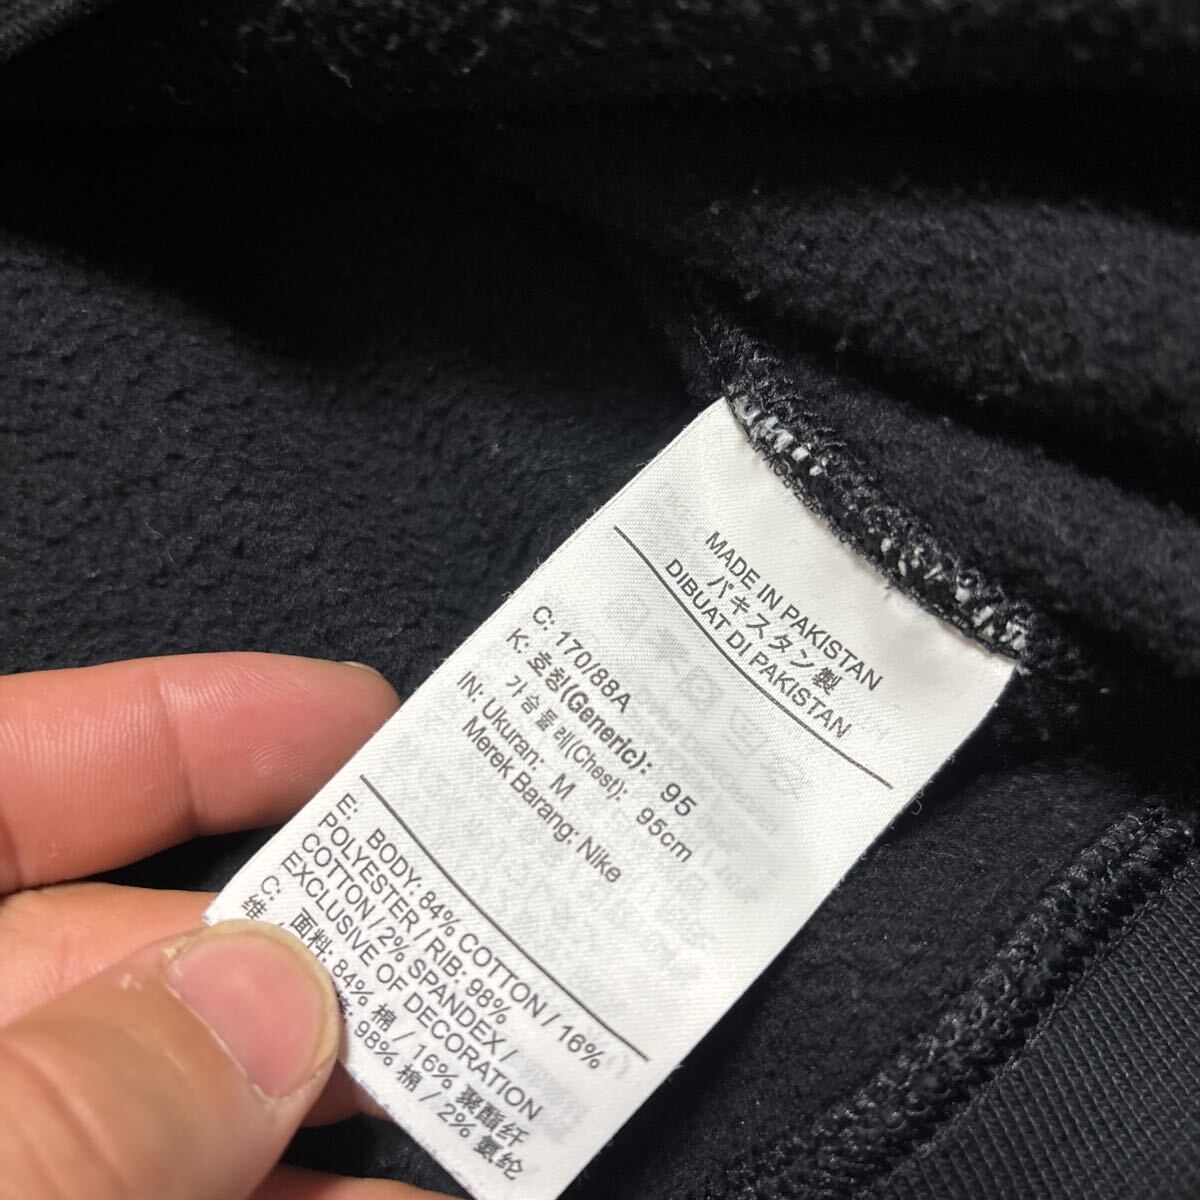 MADE IN PAKISTAN
パキスタン製
DIBUAT DI PAKISTAN
C: 170/88A
K: 호칭(Generic): 95
가슴둘레(Chest): 95cm
IN: Ukuran: M
Merek Barang: Nike
E: BODY: 84% COTTON / 16%
POLYESTER / RIB: 98%
COTTON / 2% SPANDEX /
EXCLUSIVE OF DECORATION
C: 面料: 84% 棉 / 16% 聚酯纤
维 / 98% 棉 / 2% 氨纶